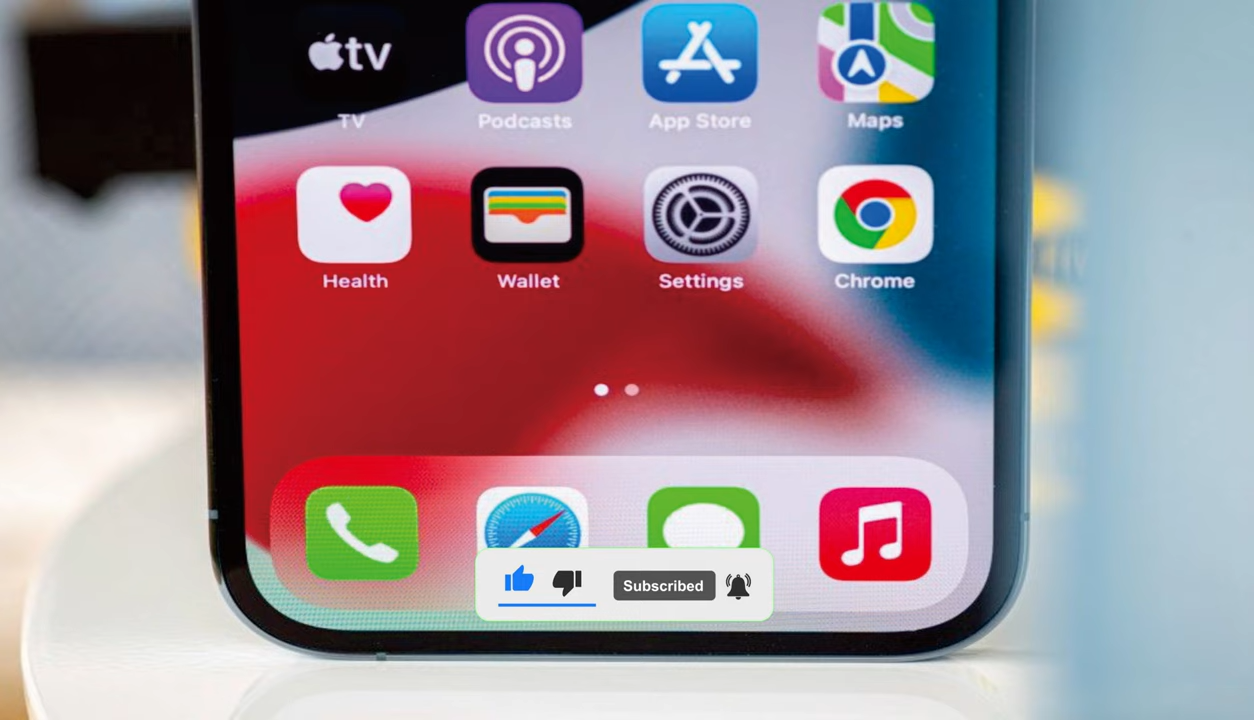 tv
TV
Podcasts
App Store
Maps
Health
Wallet
Settings
Chrome
Subscribed